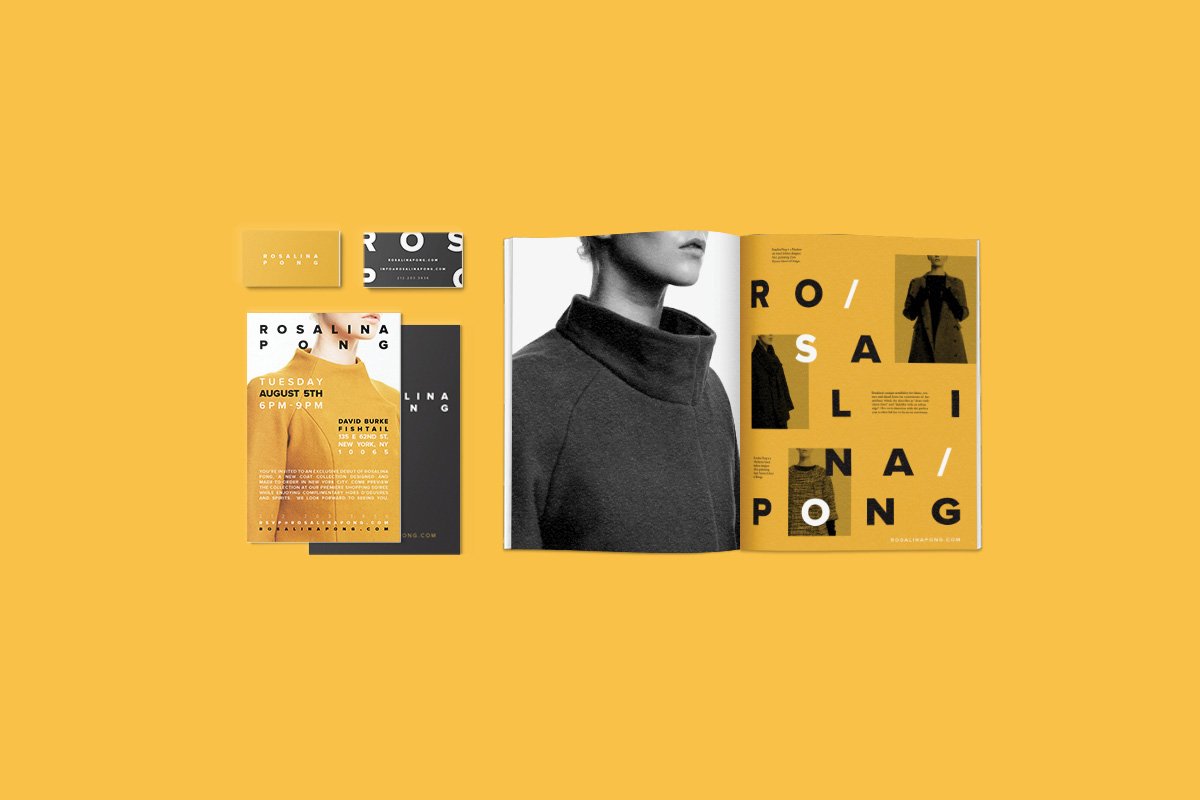 ROSALINA
PONG
R O S
ROSALINAPONG.COM
INFO@ROSALINAPONG.COM
P O
ROSALINA
PONG
TUESDAY
AUGUST 5TH
6PM-9PM
DAVID BURKE
FISHTAIL
135 E 62ND ST,
NEW YORK, NY
10065
YOU'RE INVITED TO AN EXCLUSIVE DEBUT OF ROSALINA
PONG, A NEW COAT COLLECTION DESIGNED AND
MADE-TO-ORDER IN NEW YORK CITY. COME PREVIEW
THE COLLECTION AT OUR PREMIERE SHOPPING SOIREE
WHILE ENJOYING COMPLIMENTARY HORS D'OEUVRES
AND SPIRITS. WE LOOK FORWARD TO SEEING YOU.
RSVP@ROSALINAPONG.COM
ROSALINAPONG.COM
LINA
NG
ONG.COM
RO/
SA
LI
NA/
PONG
ROSALINAPONG.COM